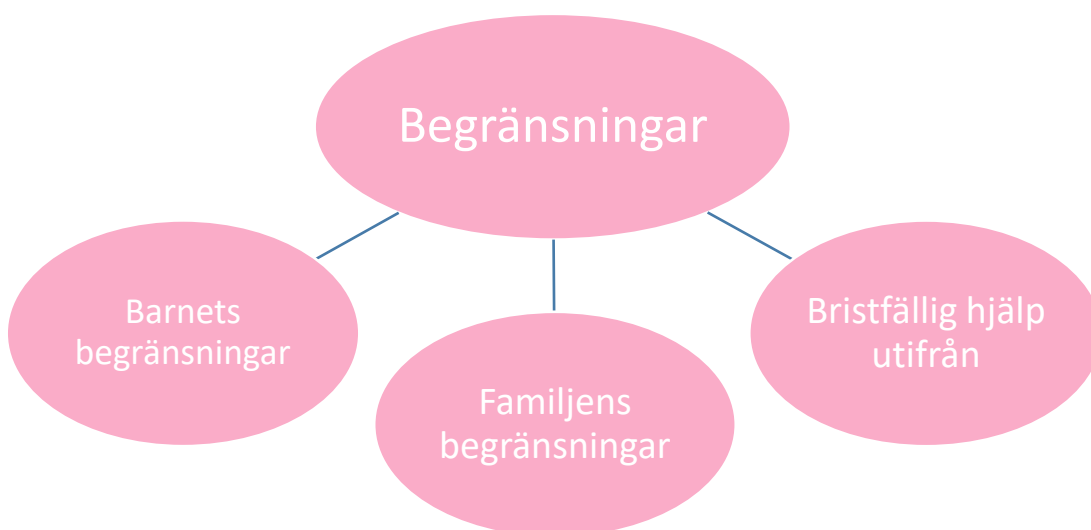 Begränsningar
Barnets
begränsningar
Familjens
begränsningar
Bristfällig hjälp
utifrån